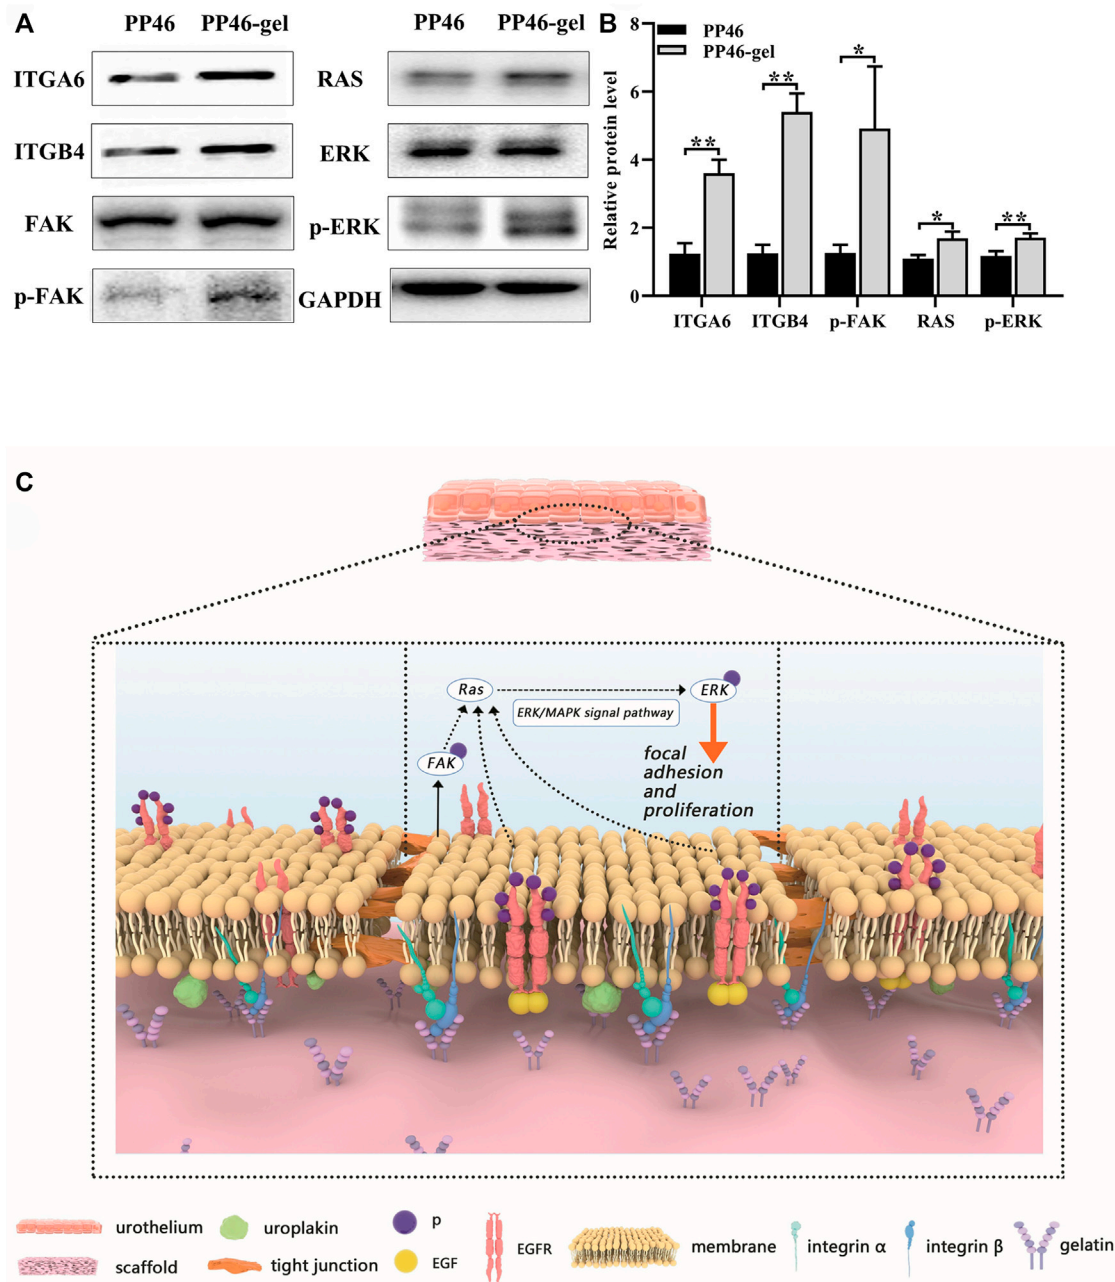 A
PP46 PP46-gel
ITGA6
ITGB4
FAK
p-FAK
PP46 PP46-gel
RAS
ERK
p-ERK
GAPDH
B
PP46
PP46-gel
Relative protein level
8
6
4
2
0
**
**
*
*
**
ITGA6 ITGB4 p-FAK RAS p-ERK
C
Ras
ERK
ERK/MAPK signal pathway
FAK
focal
adhesion
and
proliferation
urothelium
uroplakin
p
EGFR
membrane
integrin α
integrin β
gelatin
scaffold
tight junction
EGF